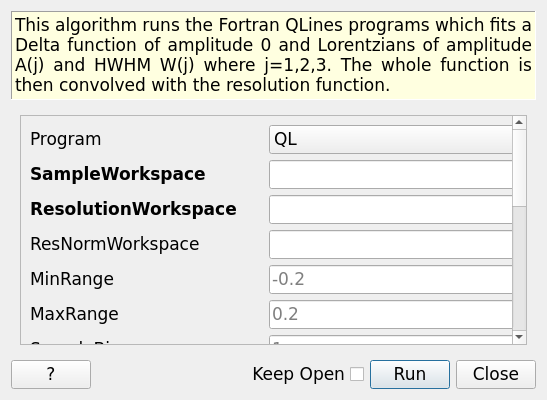 This algorithm runs the Fortran QLines programs which fits a
Delta function of amplitude 0 and Lorentzians of amplitude
A(j) and HWHM W(j) where j=1,2,3. The whole function is
then convolved with the resolution function.
Program QL
SampleWorkspace
ResolutionWorkspace
ResNormWorkspace
MinRange -0.2
MaxRange 0.2
? Keep Open Run Close